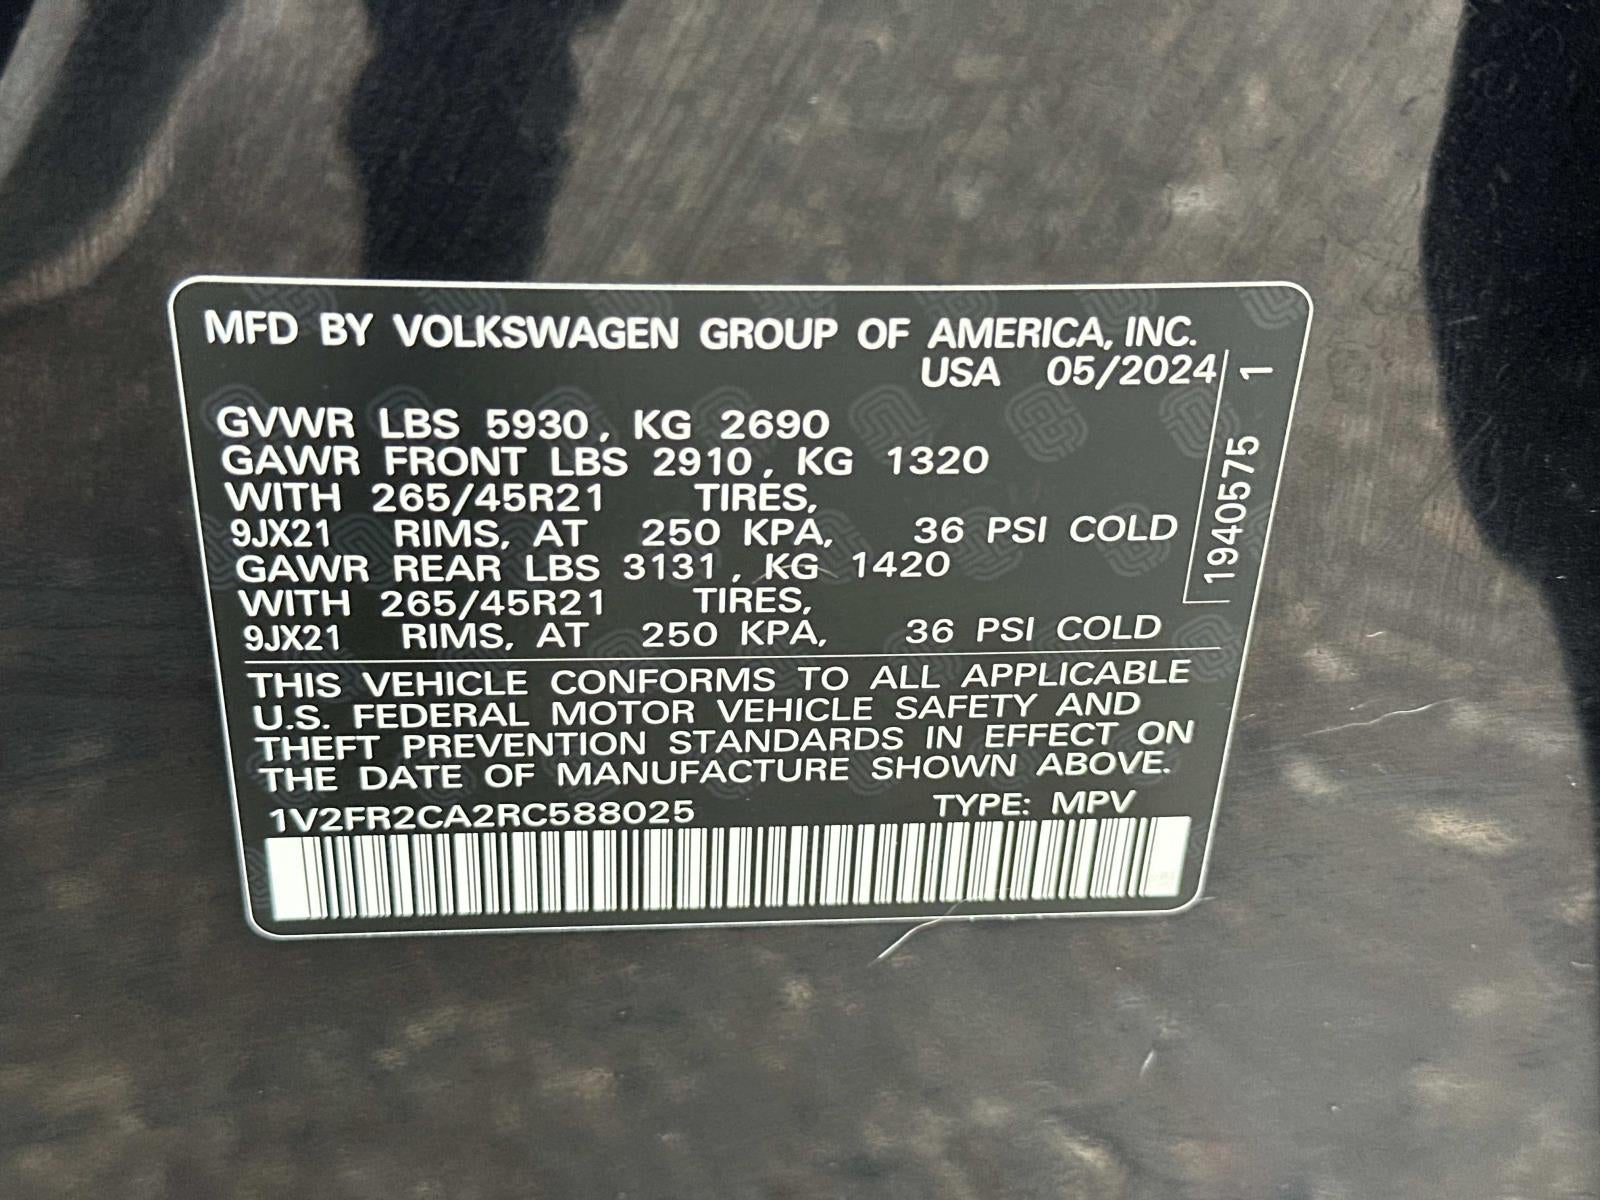 MFD BY VOLKSWAGEN GROUP OF AMERICA, INC.
USA 05/2024
GVWR LBS 5930, KG 2690
GAWR FRONT LBS 2910, KG 1320
WITH 265/45R21 TIRES,
9JX21 RIMS, AT 250 KPA, 36 PSI COLD
GAWR REAR LBS 3131, KG 1420
WITH 265/45R21 TIRES,
9JX21 RIMS, AT 250 KPA, 36 PSI COLD
1940575 1
THIS VEHICLE CONFORMS TO ALL APPLICABLE
U.S. FEDERAL MOTOR VEHICLE SAFETY AND
THEFT PREVENTION STANDARDS IN EFFECT ON
THE DATE OF MANUFACTURE SHOWN ABOVE.
1V2FR2CA2RC588025 TYPE: MPV